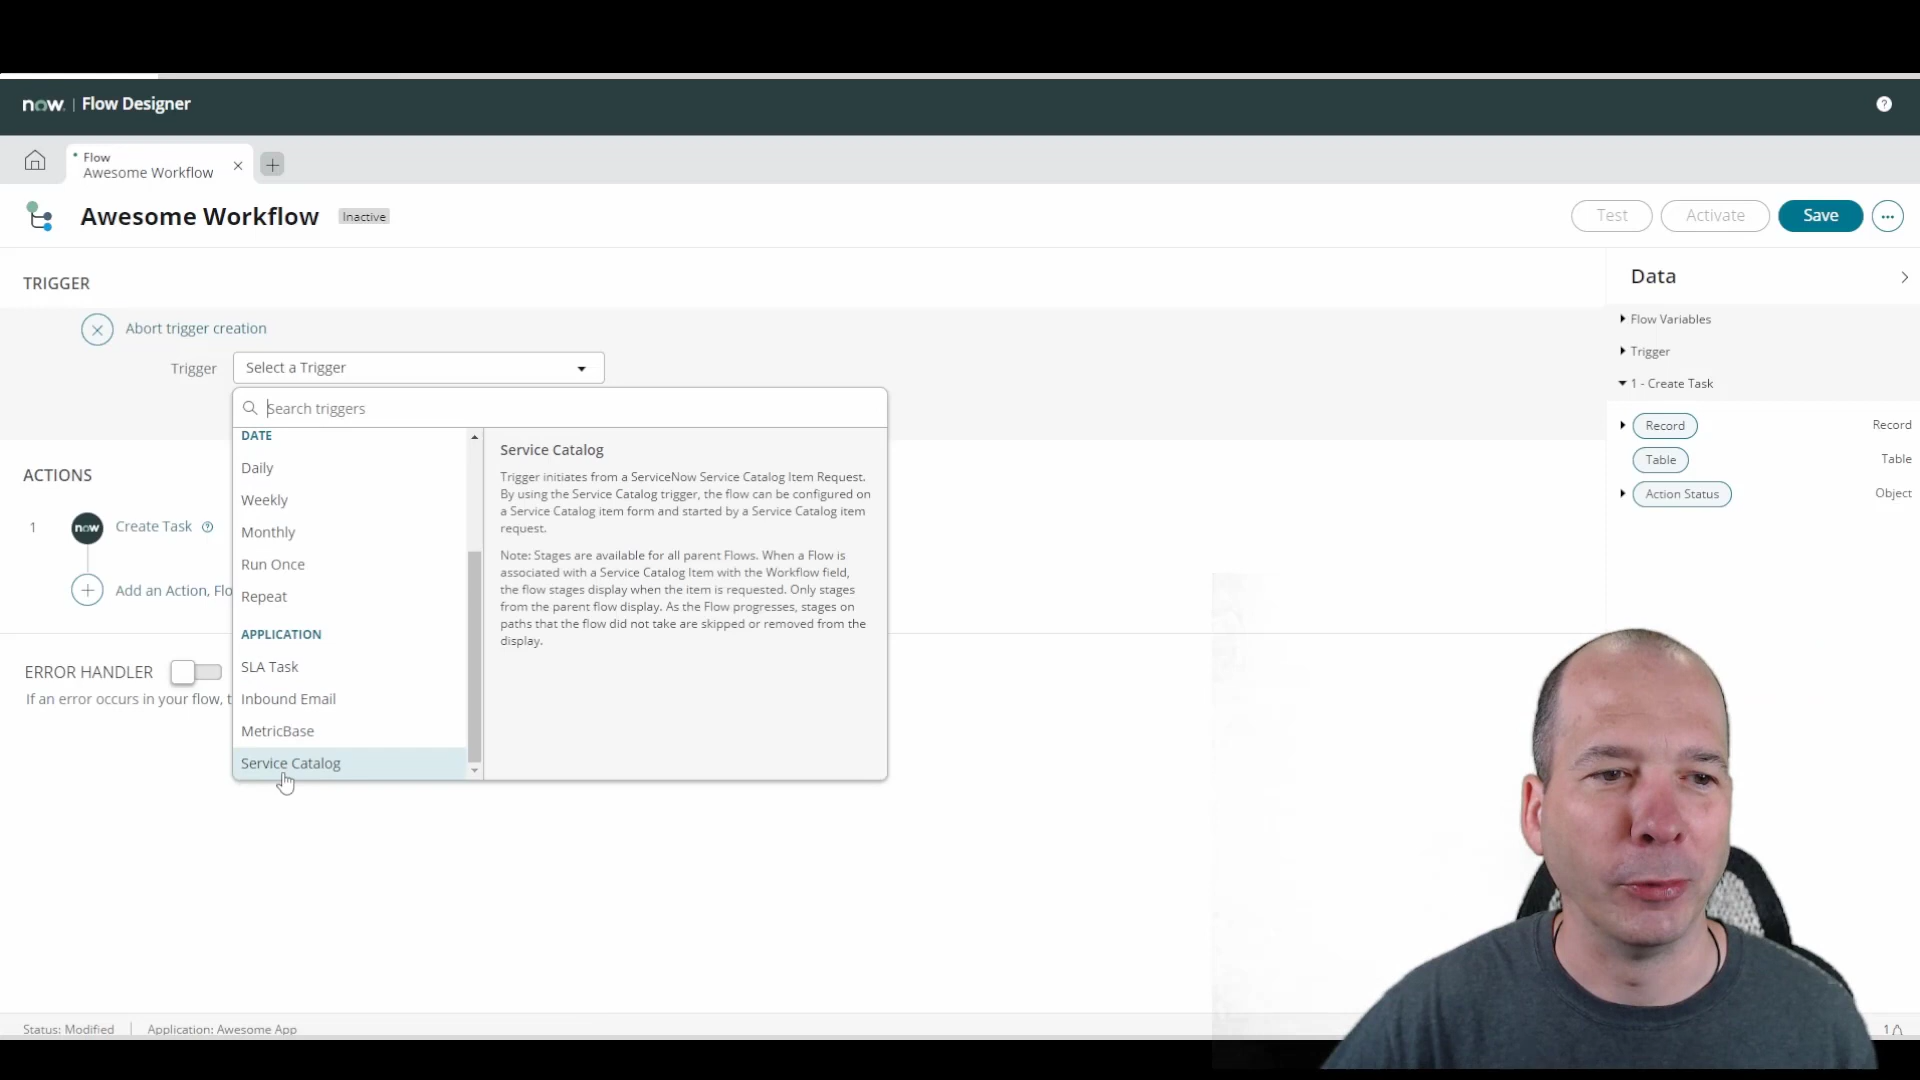 now. | Flow Designer
?
Flow
Awesome Workflow
Awesome Workflow
Inactive
Test
Activate
Save
TRIGGER
Abort trigger creation
Trigger
Select a Trigger
Search triggers
DATE
Daily
Weekly
Monthly
Run Once
Repeat
APPLICATION
SLA Task
Inbound Email
MetricBase
Service Catalog
Service Catalog
Trigger initiates from a ServiceNow Service Catalog Item Request.
By using the Service Catalog trigger, the flow can be configured on
a Service Catalog item form and started by a Service Catalog item
request.
Note: Stages are available for all parent Flows. When a Flow is
associated with a Service Catalog Item with the Workflow field,
the flow stages display when the item is requested. Only stages
from the parent flow display. As the Flow progresses, stages on
paths that the flow did not take are skipped or removed from the
display.
ACTIONS
1
now
Create Task ?
Add an Action, Flo
ERROR HANDLER
If an error occurs in your flow, t
Data
Flow Variables
Trigger
1 - Create Task
Record Record
Table Table
Action Status Object
Status: Modified | Application: Awesome App
1